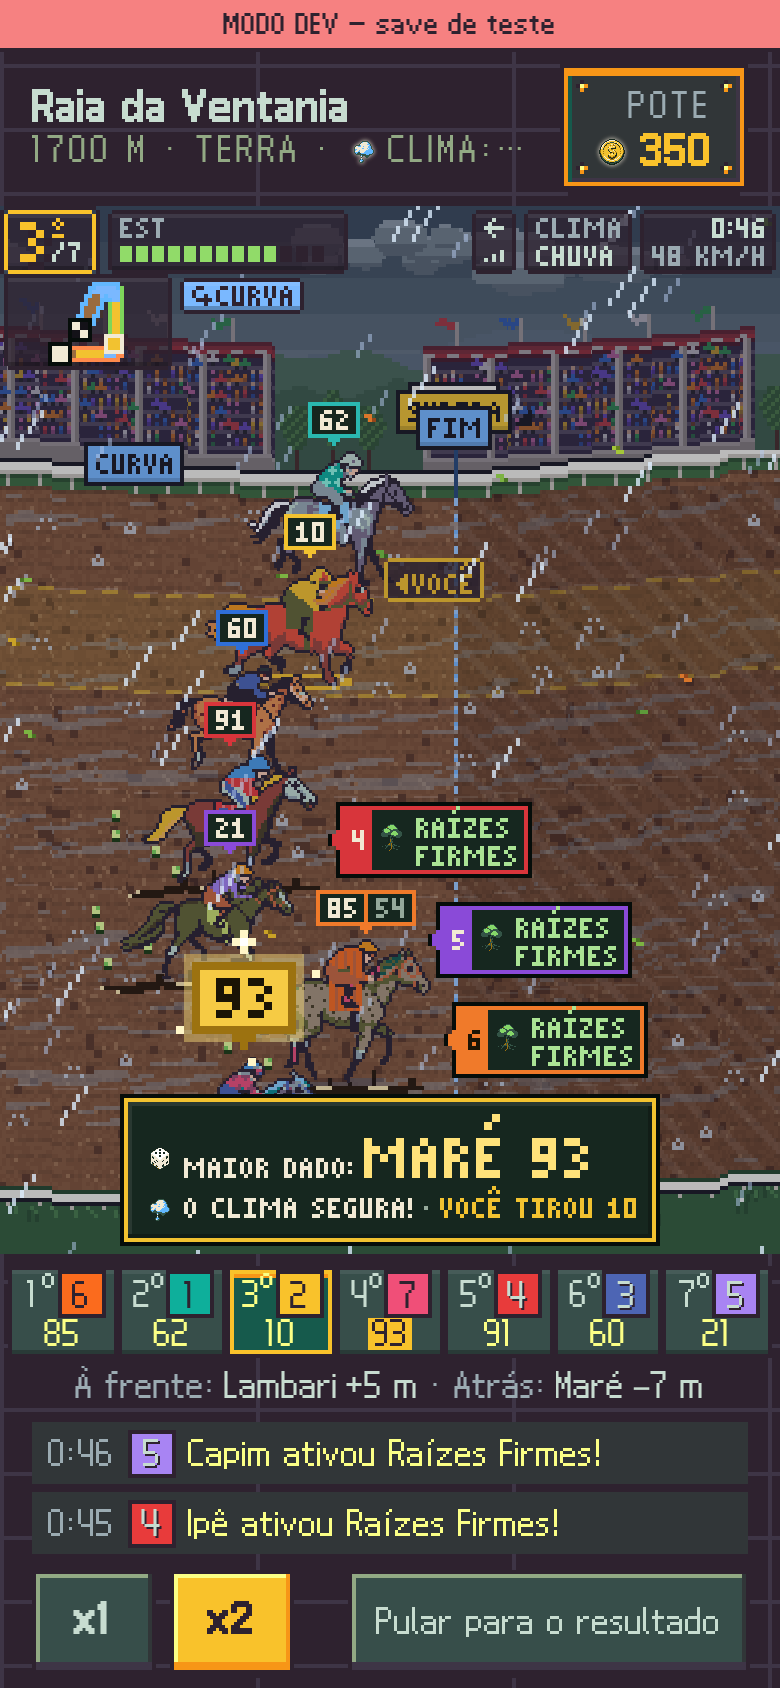 MODO DEV – save de teste
Raia da Ventania
1700 M · TERRA · CLIMA:···
POTE
350
3º/7
EST
CLIMA
CHUVA
0:46
48 KM/H
CURVA
62
FIM
CURVA
10
VOCÊ
60
91
21
4 RAÍZES
FIRMES
85 54
5 RAÍZES
FIRMES
93
6 RAÍZES
FIRMES
MAIOR DADO: MARÉ 93
O CLIMA SEGURA! · VOCÊ TIROU 10
1º 6 2º 1 3º 2 4º 7 5º 4 6º 3 7º 5
85 62 10 93 91 60 21
À frente: Lambari +5 m · Atrás: Maré –7 m
0:46 5 Capim ativou Raízes Firmes!
0:45 4 Ipê ativou Raízes Firmes!
x1 x2 Pular para o resultado